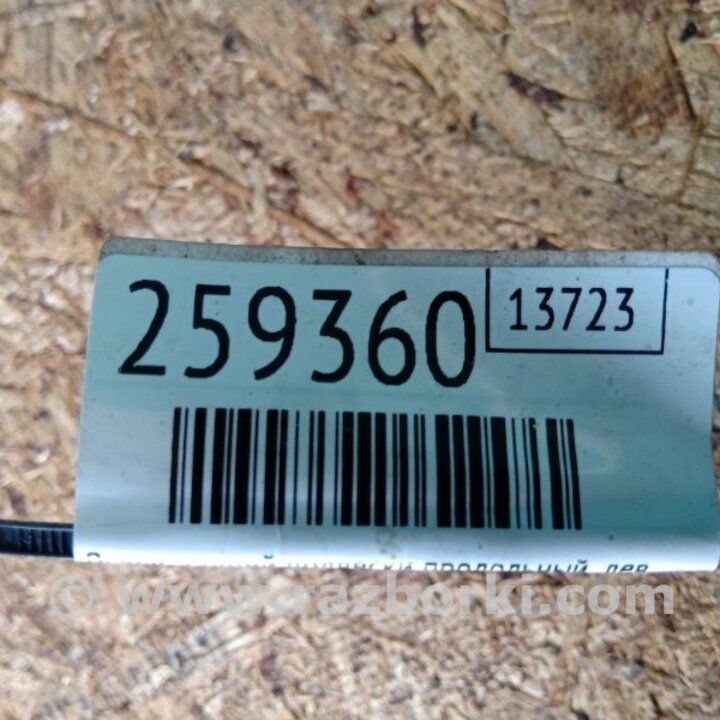 259360
13723
продольный, лев
© www.razborki.com